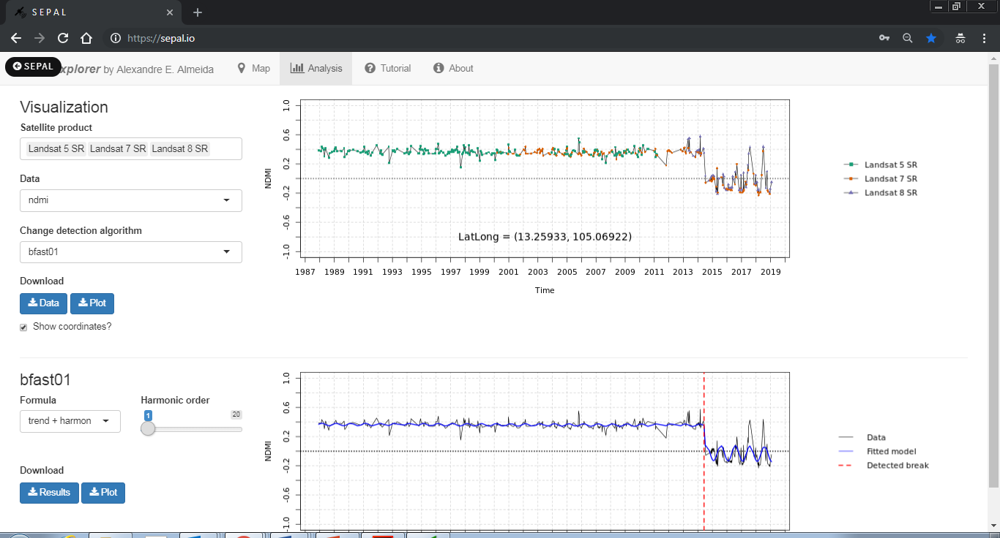 S E P A L
https://sepal.io
SEPAL
xplorer by Alexandre E. Almeida
Map
Analysis
Tutorial
About
Visualization
Satellite product
Landsat 5 SR Landsat 7 SR Landsat 8 SR
Data
ndmi
Change detection algorithm
bfast01
Download
Data Plot
Show coordinates?
NDMI
1.0
0.6
0.2
-0.2
-0.6
-1.0
LatLong = (13.25933, 105.06922)
1987 1989 1991 1993 1995 1997 1999 2001 2003 2005 2007 2009 2011 2013 2015 2017 2019
Time
Landsat 5 SR
Landsat 7 SR
Landsat 8 SR
bfast01
Formula
trend + harmon
Harmonic order
1 20
Download
Results Plot
NDMI
1.0
0.6
0.2
-0.2
-0.6
-1.0
Data
Fitted model
Detected break